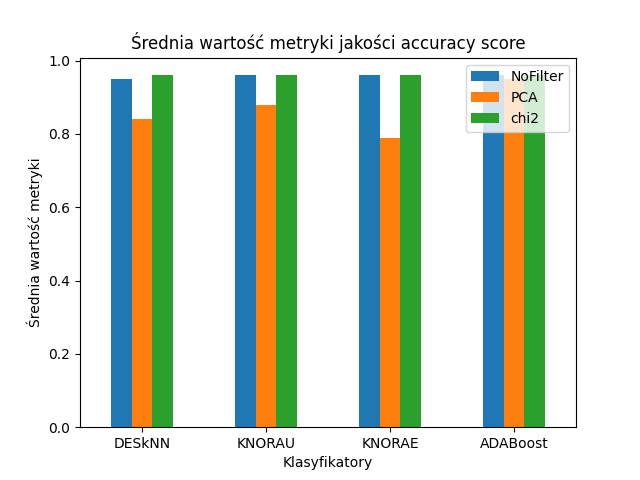 Średnia wartość metryki jakości accuracy score
1.0
0.8
0.6
0.4
0.2
0.0
Średnia wartość metryki
NoFilter
PCA
chi2
DESkNN KNORAU KNORAE ADABoost
Klasyfikatory